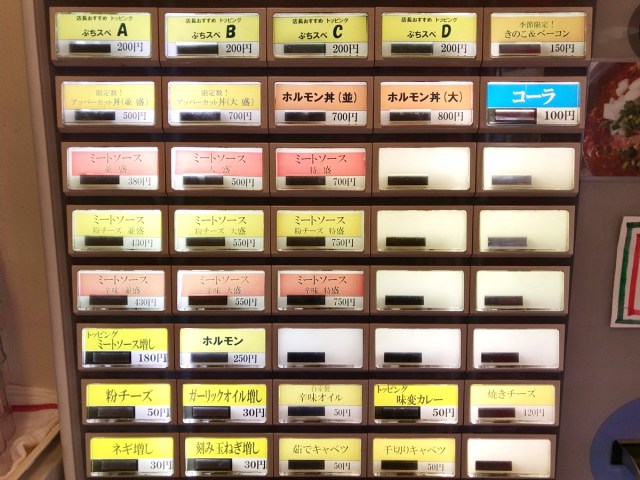 店長おすすめ トッピング
ぷちスペ A
200円
店長おすすめ トッピング
ぷちスペ B
200円
店長おすすめ トッピング
ぷちスペ C
200円
店長おすすめ トッピング
ぷちスペ D
200円
季節限定!
きのこ&ベーコン
150円
限定数!
アッパーカット丼(並盛)
500円
限定数!
アッパーカット丼(大盛)
700円
ホルモン丼(並)
700円
ホルモン丼(大)
800円
コーラ
100円
ミートソース
並盛
380円
ミートソース
大盛
500円
ミートソース
特盛
700円
ミートソース
粉チーズ 並盛
430円
ミートソース
粉チーズ 大盛
550円
ミートソース
粉チーズ 特盛
750円
ミートソース
辛味 並盛
430円
ミートソース
辛味 大盛
550円
ミートソース
辛味 特盛
750円
トッピング
ミートソース増し
180円
ホルモン
250円
粉チーズ
50円
ガーリックオイル増し
30円
自家製
辛味オイル
50円
トッピング
味変カレー
50円
焼きチーズ
120円
ネギ増し
30円
刻み玉ねぎ増し
30円
茹でキャベツ
50円
千切りキャベツ
50円